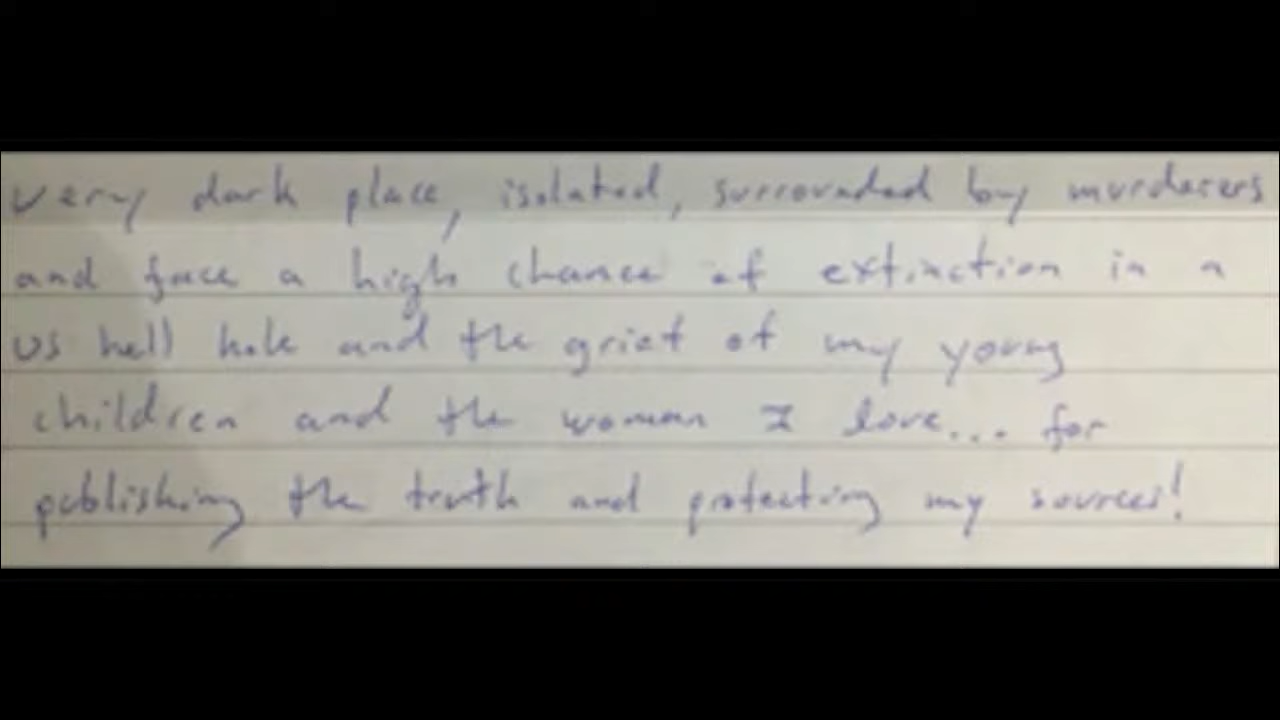 very dark place, isolated, surrounded by murderers
and face a high chance of extinction in a
US hell hole and the grief of my young
children and the woman I love... for
publishing the truth and protecting my sources!